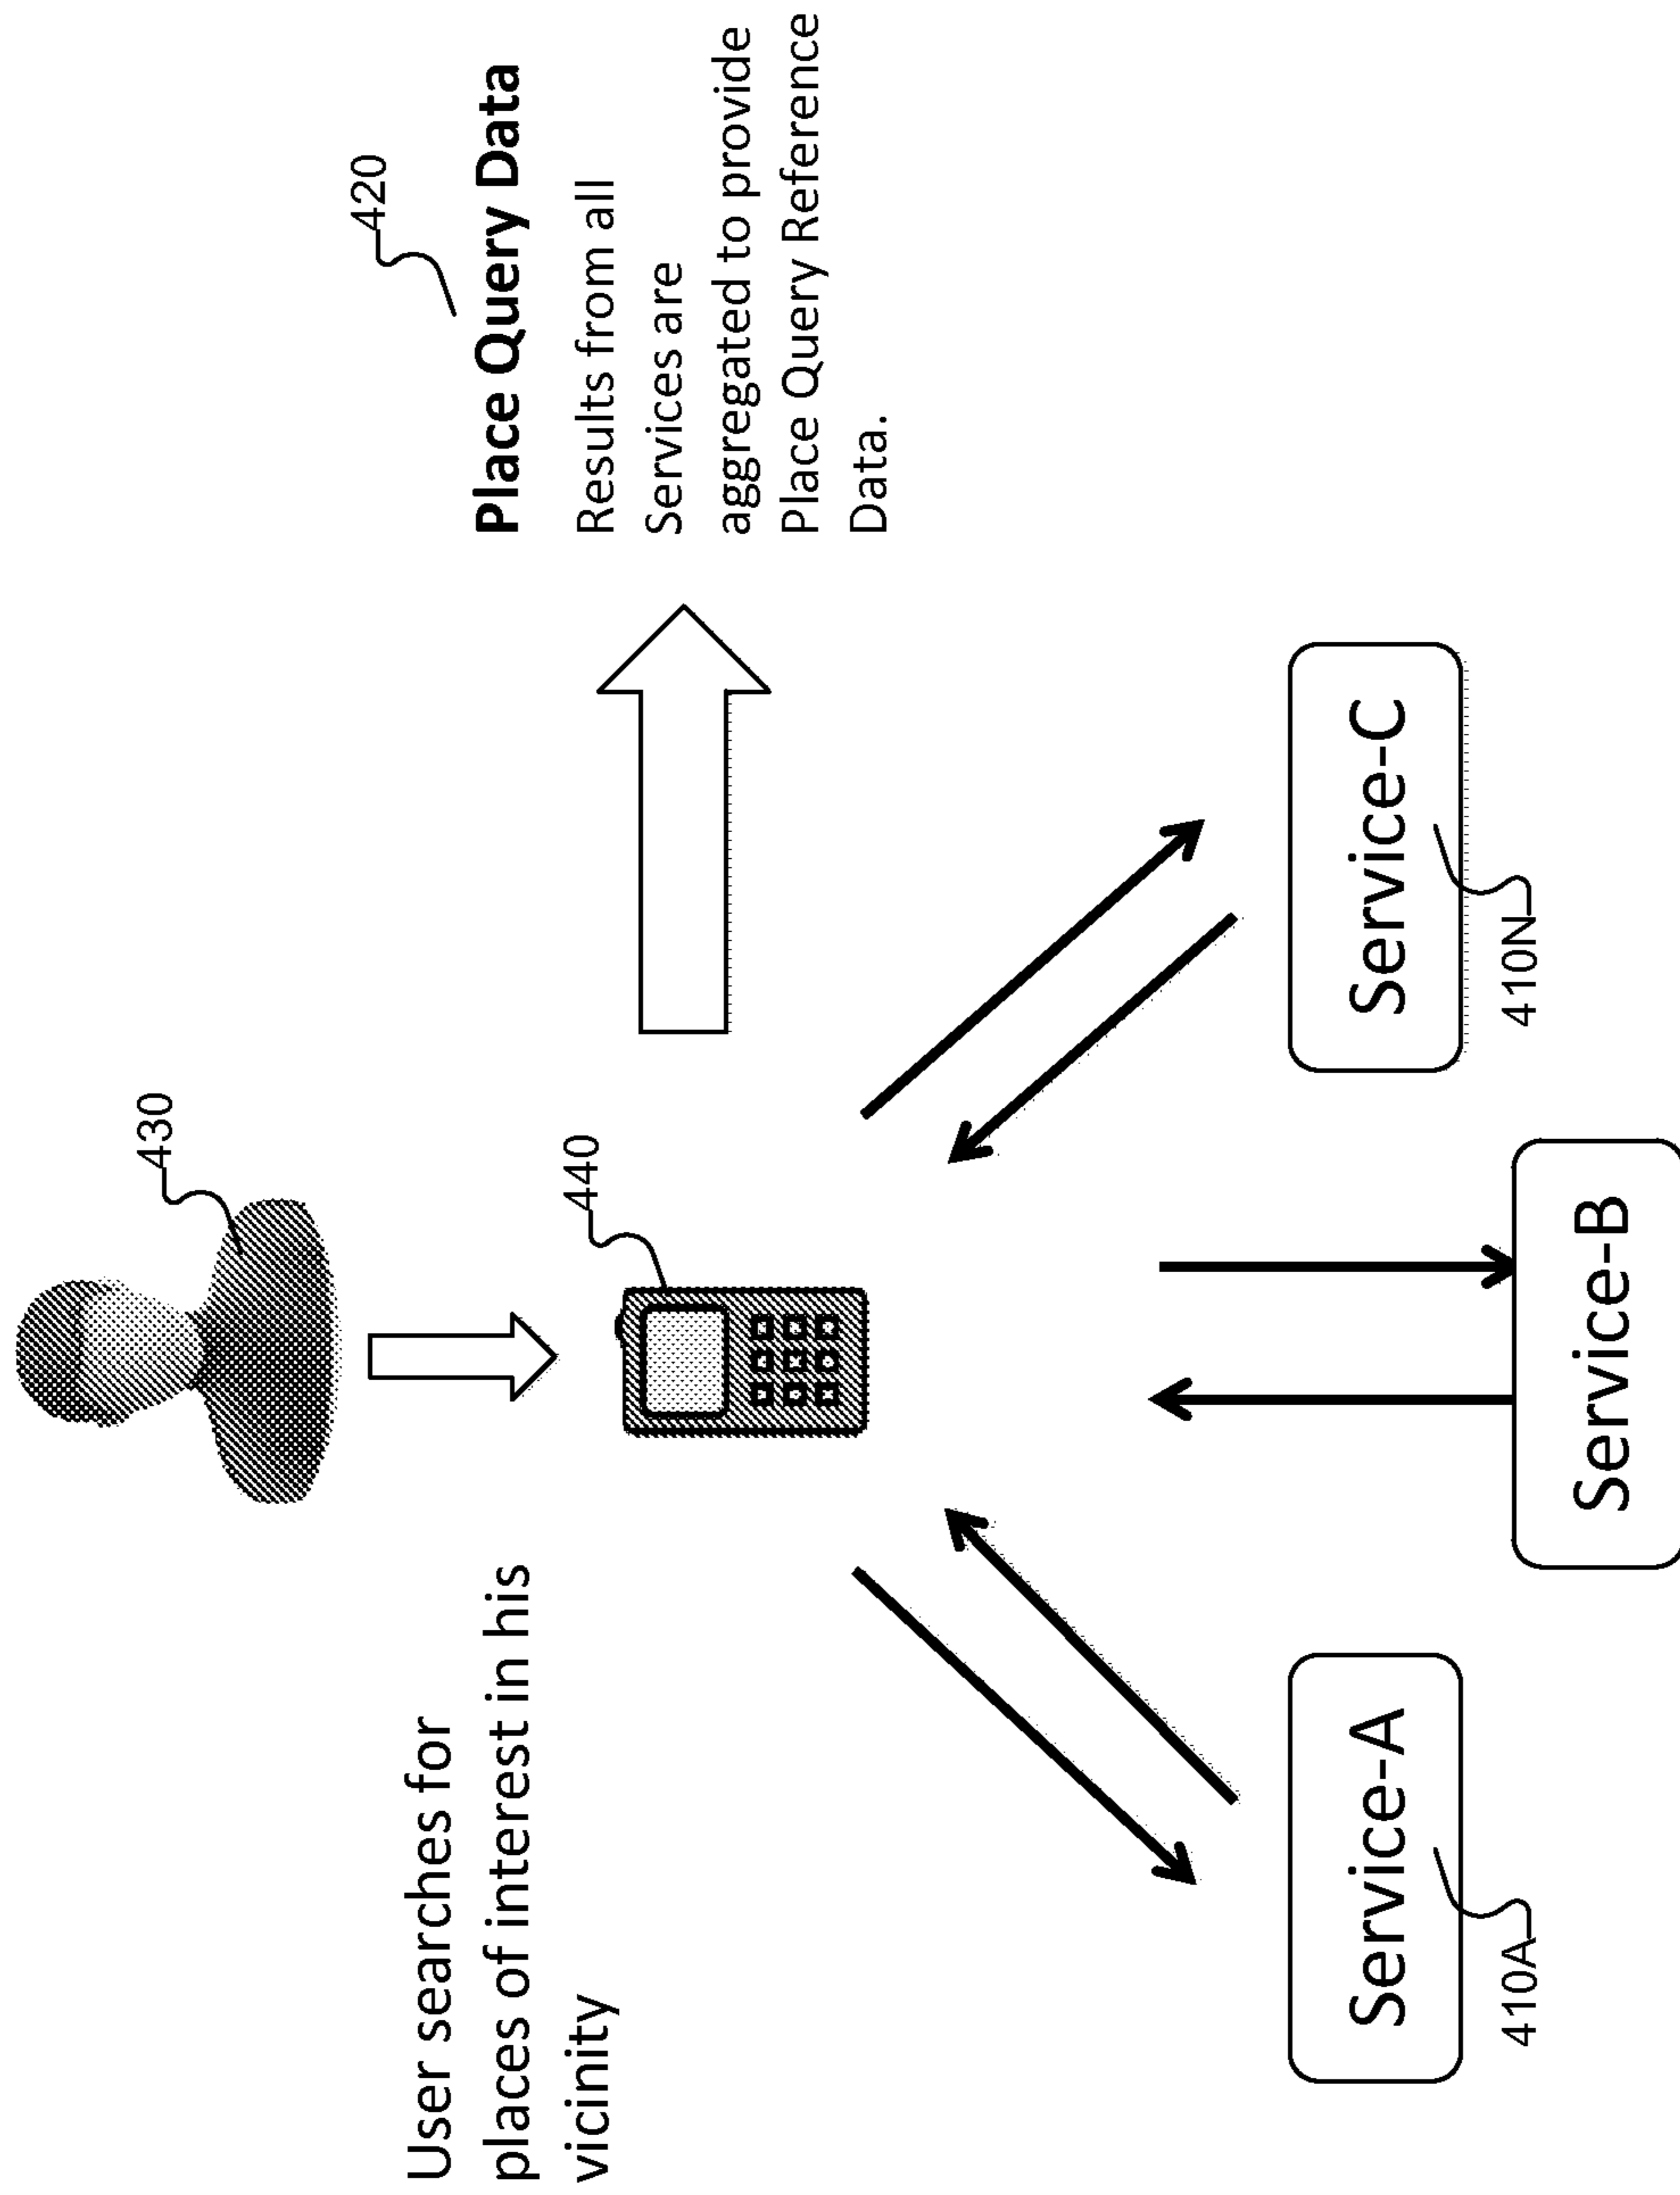 430
User searches for
places of interest in his
vicinity
440
420
Place Query Data
Results from all
Services are
aggregated to provide
Place Query Reference
Data.
Service-A
410A
Service-B
Service-C
410N